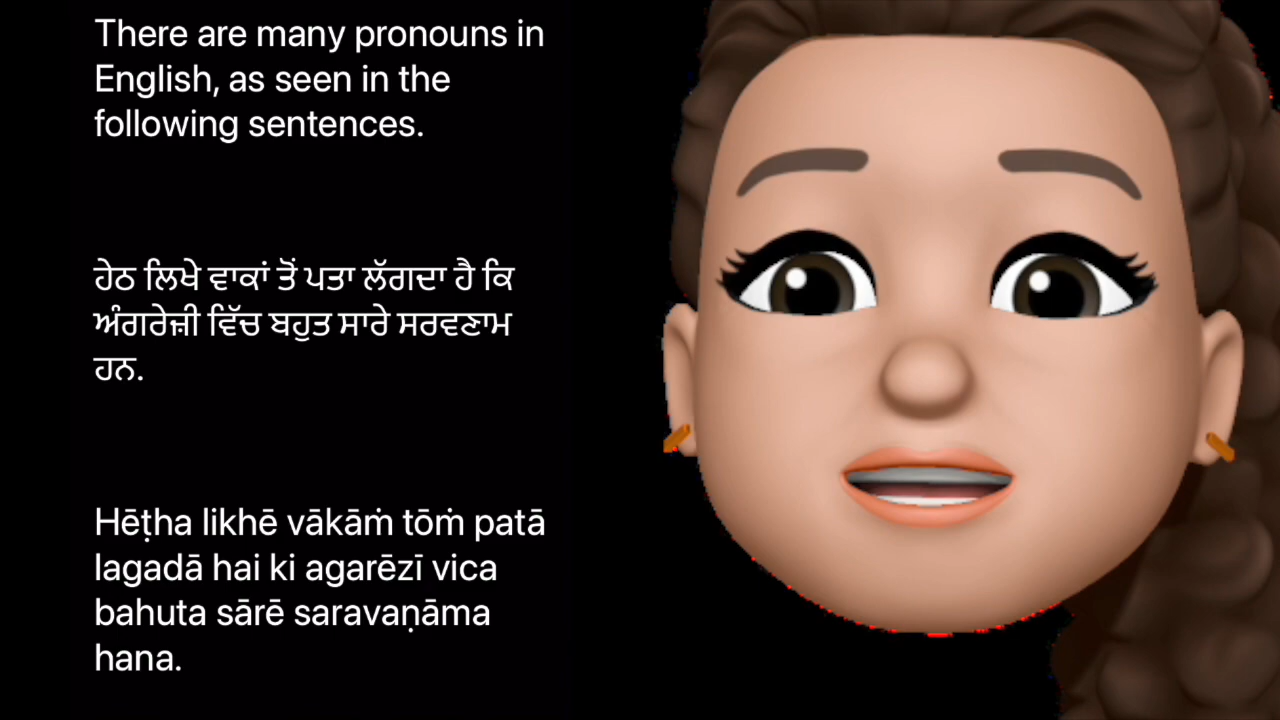 There are many pronouns in
English, as seen in the
following sentences.
ਹੇਠ ਲਿਖੇ ਵਾਕਾਂ ਤੋਂ ਪਤਾ ਲੱਗਦਾ ਹੈ ਕਿ
ਅੰਗਰੇਜ਼ੀ ਵਿੱਚ ਬਹੁਤ ਸਾਰੇ ਸਰਵਣਾਮ
ਹਨ.
Hēṭha likhē vākāṁ tōṁ patā
lagadā hai ki agarēzī vica
bahuta sārē saravaṇāma
hana.